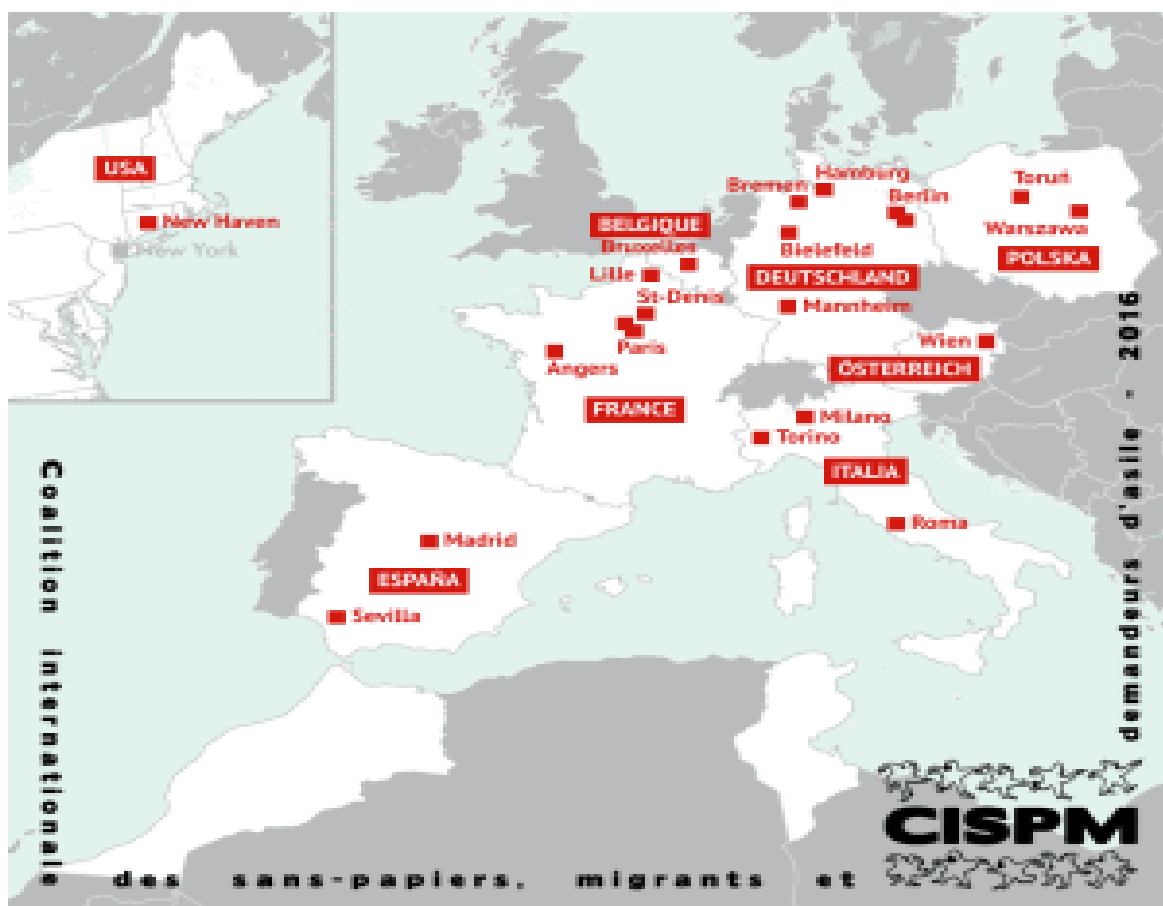 USA
New Haven
New York
BELGIQUE
Bruxelles
Lille
St-Denis
Paris
Angers
FRANCE
Hamburg
Bremen
Berlin
Bielefeld
DEUTSCHLAND
Mannheim
Toruń
Warszawa
POLSKA
Wien
ÖSTERREICH
Milano
Torino
ITALIA
Roma
Madrid
ESPAÑA
Sevilla
Coalition internationale
des sans-papiers, migrants et
demandeurs d'asile - 2016
CISPM